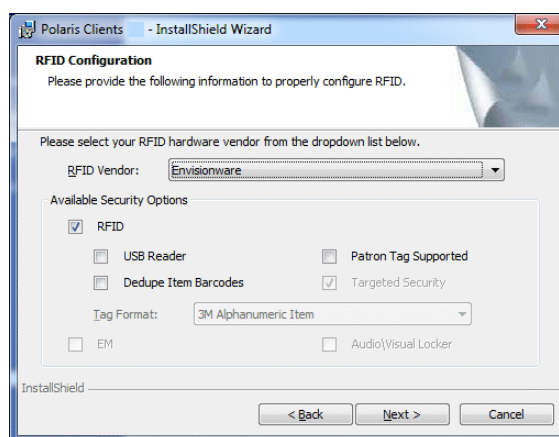 Polaris Clients - InstallShield Wizard
RFID Configuration
Please provide the following information to properly configure RFID.
Please select your RFID hardware vendor from the dropdown list below.
RFID Vendor: Envisionware
Available Security Options
RFID
USB Reader Patron Tag Supported
Dedupe Item Barcodes Targeted Security
Tag Format: 3M Alphanumeric Item
EM Audio\Visual Locker
InstallShield
< Back Next > Cancel